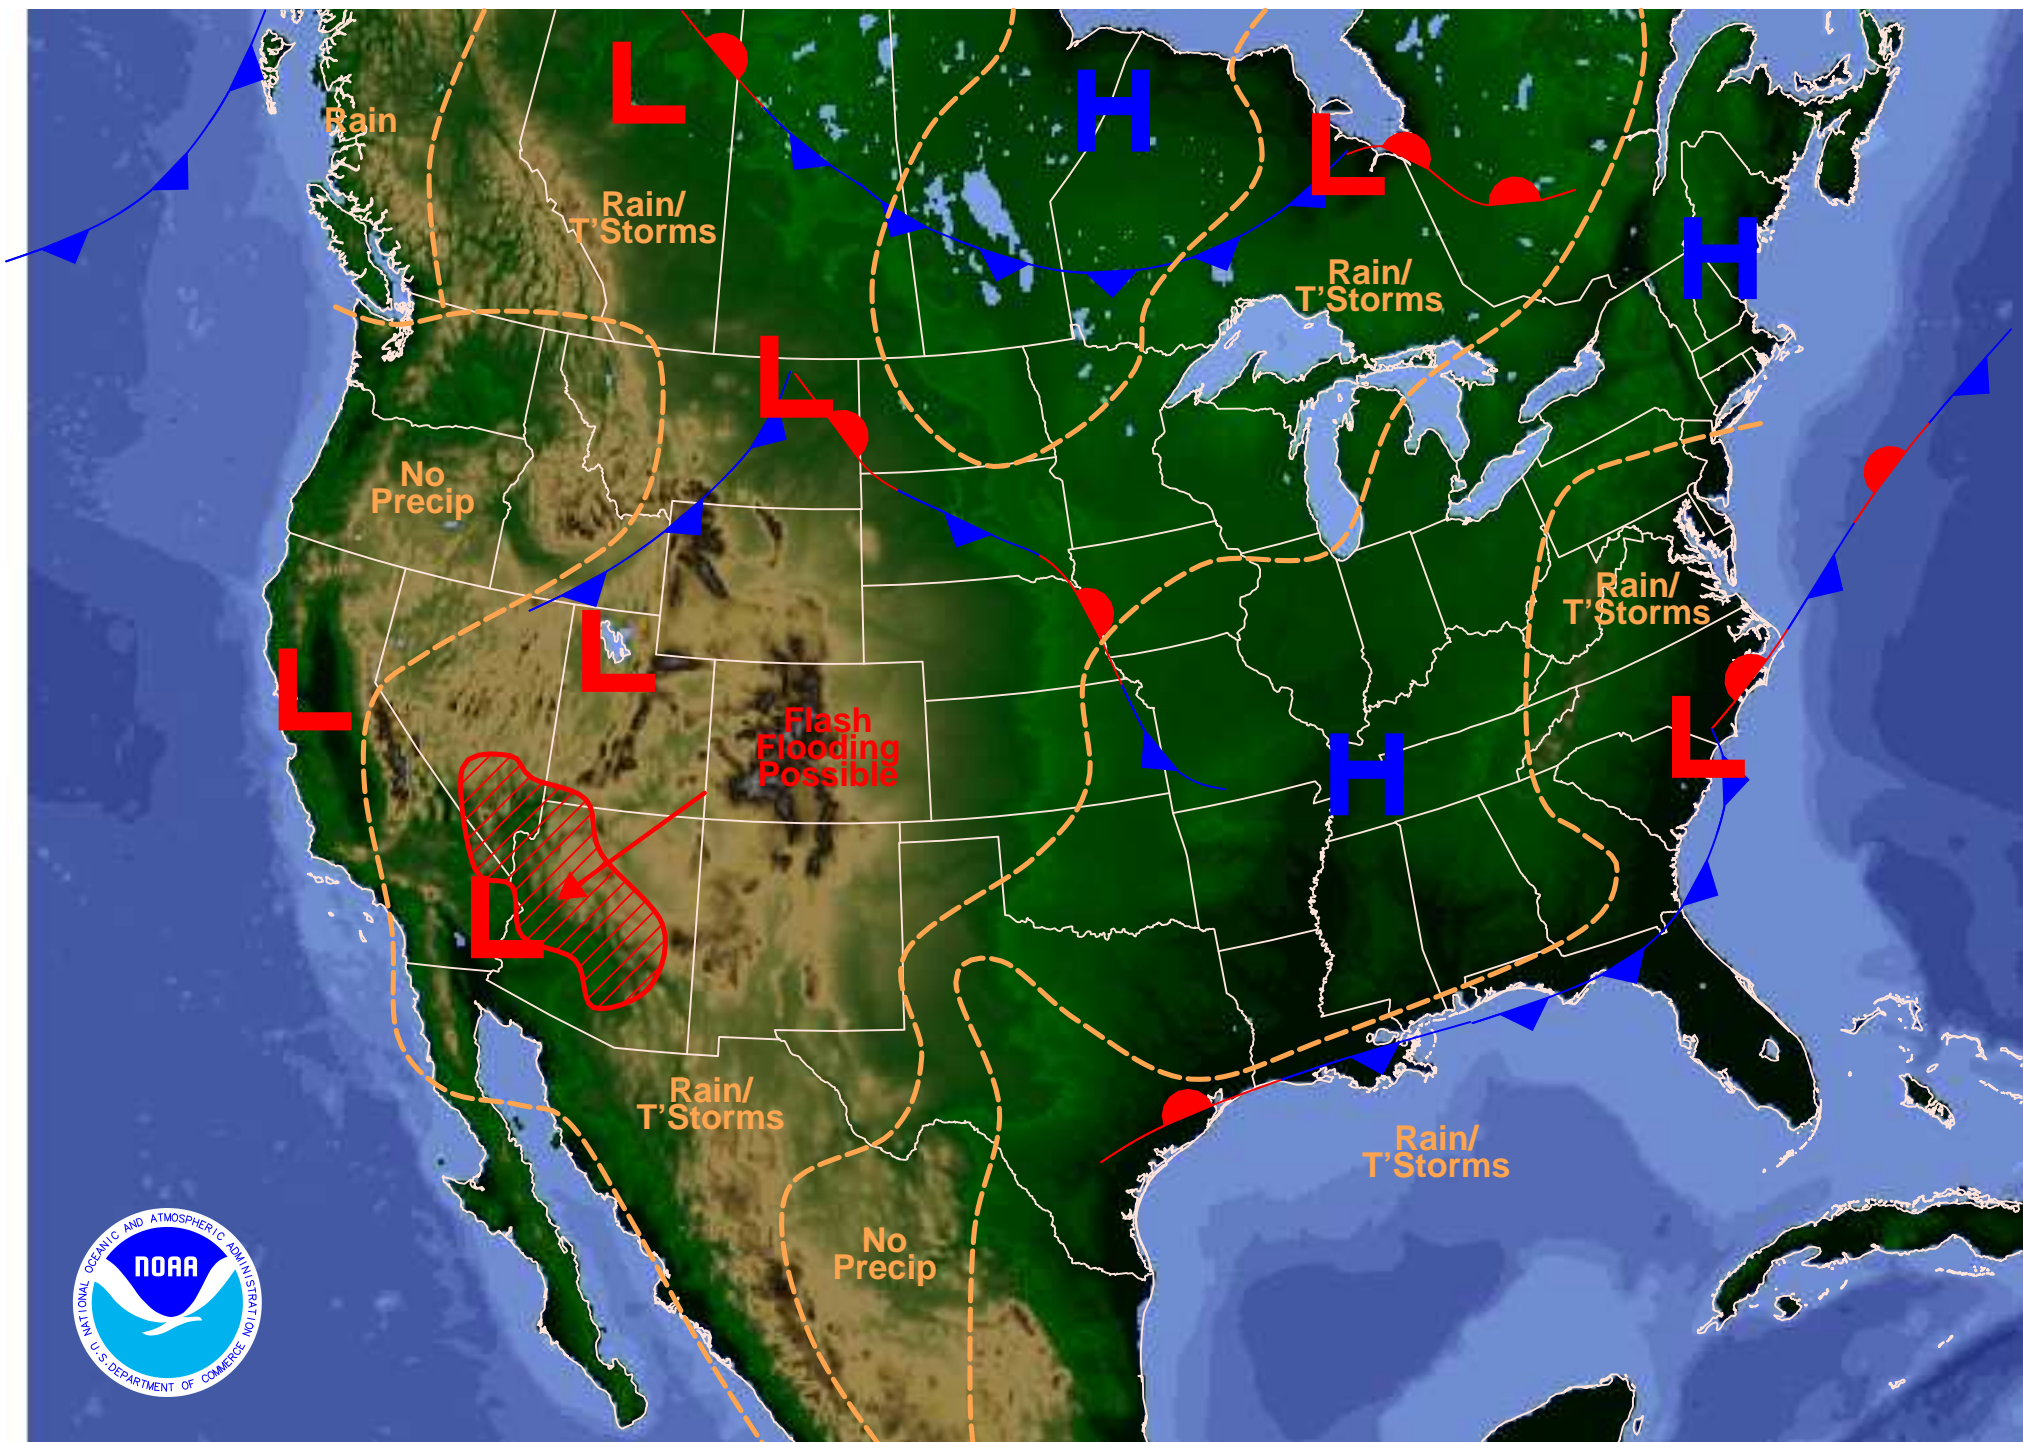 L
H
L
Rain
Rain/
T'Storms
H
Rain/
T'Storms
L
No
Precip
Rain/
T'Storms
L
L
L
Flash
Flooding
Possible
H
L
Rain/
T'Storms
Rain/
T'Storms
No
Precip
NATIONAL OCEANIC AND ATMOSPHERIC ADMINISTRATION
NOAA
U.S. DEPARTMENT OF COMMERCE